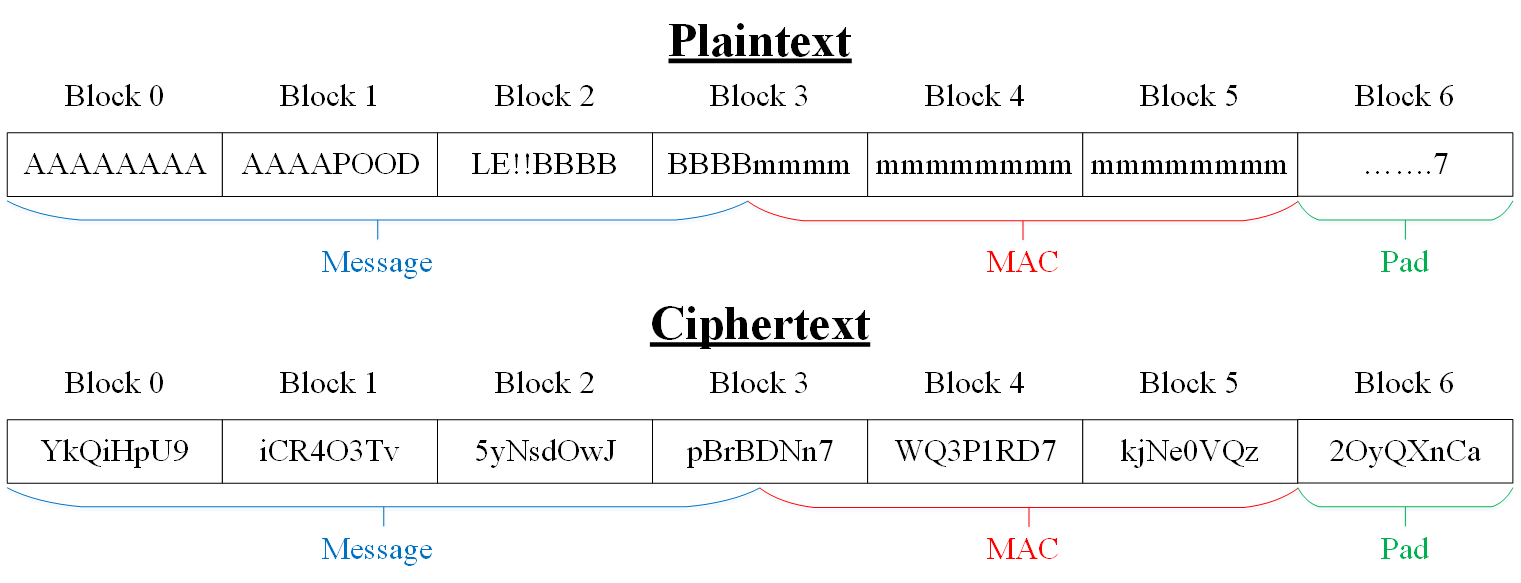 Plaintext
Block 0 Block 1 Block 2 Block 3 Block 4 Block 5 Block 6
AAAAAAAA AAAAPOOD LE!!BBBB BBBBmmmm mmmmmmmm mmmmmmmm …….7
Message MAC Pad
Ciphertext
Block 0 Block 1 Block 2 Block 3 Block 4 Block 5 Block 6
YkQiHpU9 iCR4O3Tv 5yNsdOwJ pBrBDNn7 WQ3P1RD7 kjNe0VQz 2OyQXnCa
Message MAC Pad